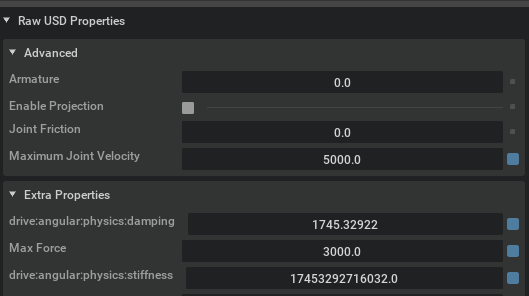 Raw USD Properties
Advanced
Armature 0.0
Enable Projection
Joint Friction 0.0
Maximum Joint Velocity 5000.0
Extra Properties
drive:angular:physics:damping 1745.32922
Max Force 3000.0
drive:angular:physics:stiffness 17453292716032.0